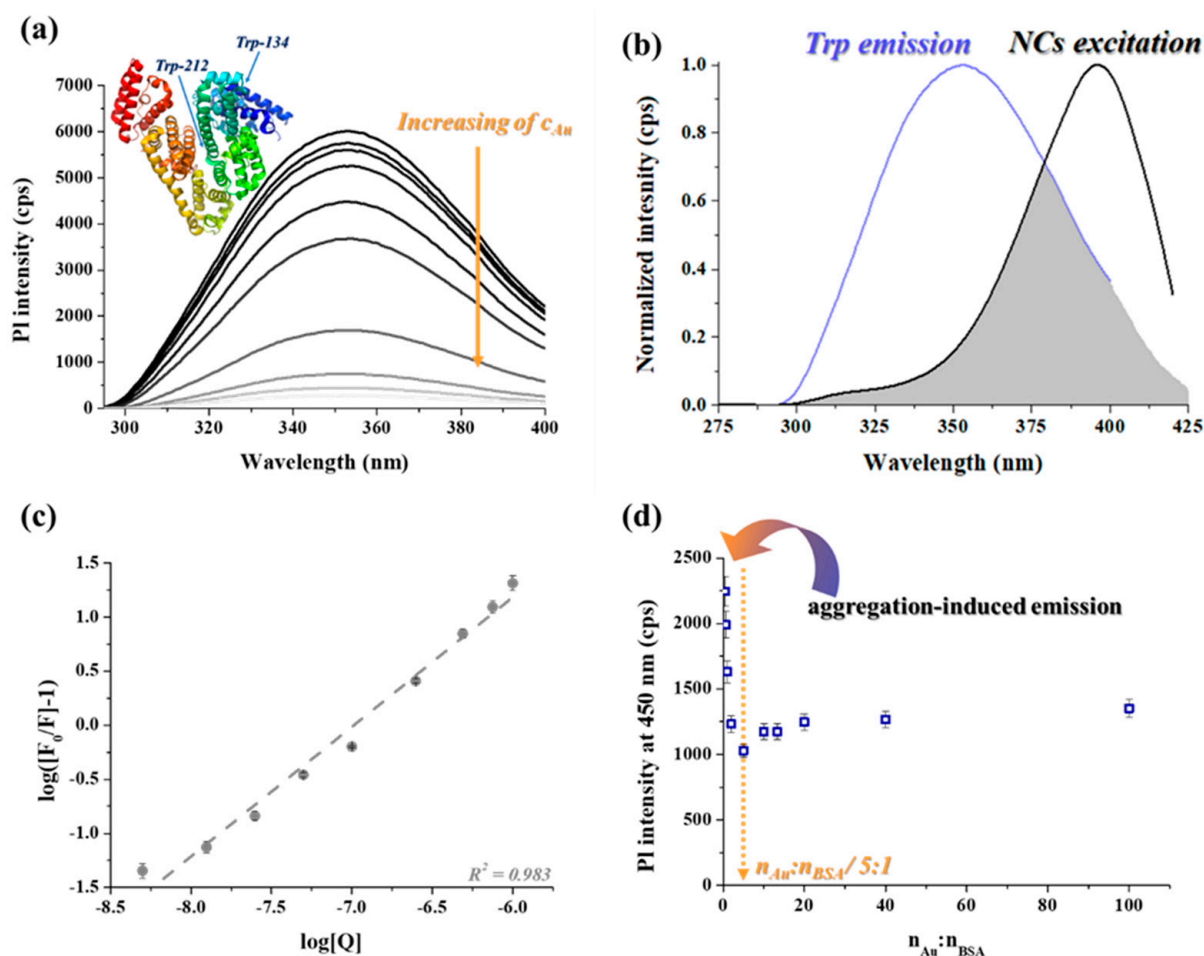 (a)
Trp-134
Trp-212
Increasing of c_Au
7000
6000
5000
4000
3000
2000
1000
0
PI intensity (cps)
300 320 340 360 380 400
Wavelength (nm)
(b)
Trp emission NCs excitation
1.0
0.8
0.6
0.4
0.2
0.0
Normalized intesnity (cps)
275 300 325 350 375 400 425
Wavelength (nm)
(c)
1.5
1.0
0.5
0.0
-0.5
-1.0
-1.5
log([F0/F]-1)
R² = 0.983
-8.5 -8.0 -7.5 -7.0 -6.5 -6.0
log[Q]
(d)
2500
2000
1500
1000
500
0
PI intensity at 450 nm (cps)
aggregation-induced emission
n_Au:n_BSA/ 5:1
0 20 40 60 80 100
n_Au:n_BSA